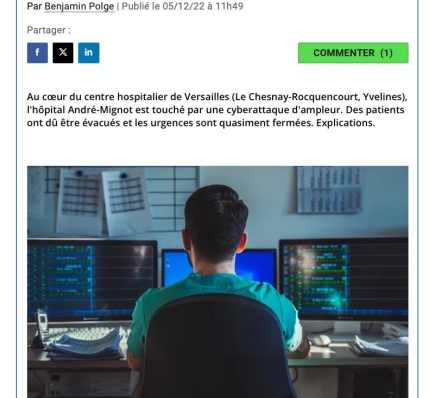 Par Benjamin Polge | Publié le 05/12/22 à 11h49
Partager :
f X in
COMMENTER (1)
Au cœur du centre hospitalier de Versailles (Le Chesnay-Rocquencourt, Yvelines),
l'hôpital André-Mignot est touché par une cyberattaque d'ampleur. Des patients
ont dû être évacués et les urgences sont quasiment fermées. Explications.